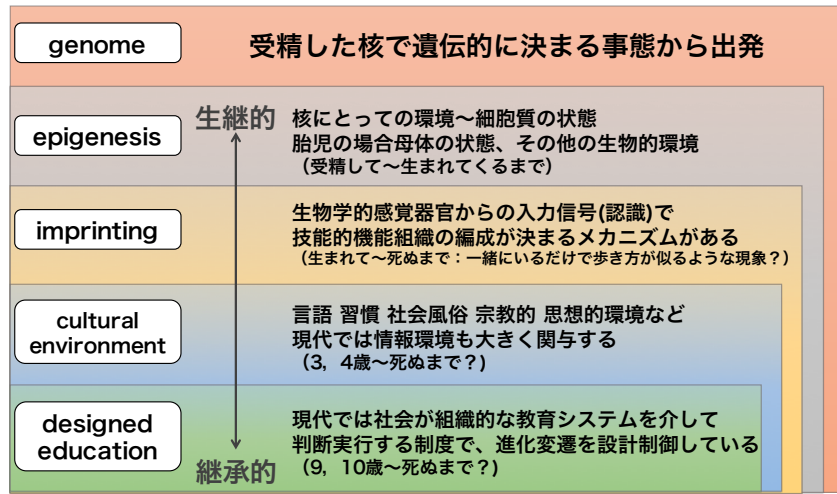 genome
受精した核で遺伝的に決まる事態から出発
epigenesis
生継的
核にとっての環境〜細胞質の状態
胎児の場合母体の状態、その他の生物的環境
（受精して〜生まれてくるまで）
imprinting
生物学的感覚器官からの入力信号(認識)で
技能的機能組織の編成が決まるメカニズムがある
（生まれて〜死ぬまで：一緒にいるだけで歩き方が似るような現象？）
cultural
environment
言語 習慣 社会風俗 宗教的 思想的環境など
現代では情報環境も大きく関与する
（3，4歳〜死ぬまで？）
designed
education
現代では社会が組織的な教育システムを介して
判断実行する制度で、進化変遷を設計制御している
（9，10歳〜死ぬまで？）
継承的